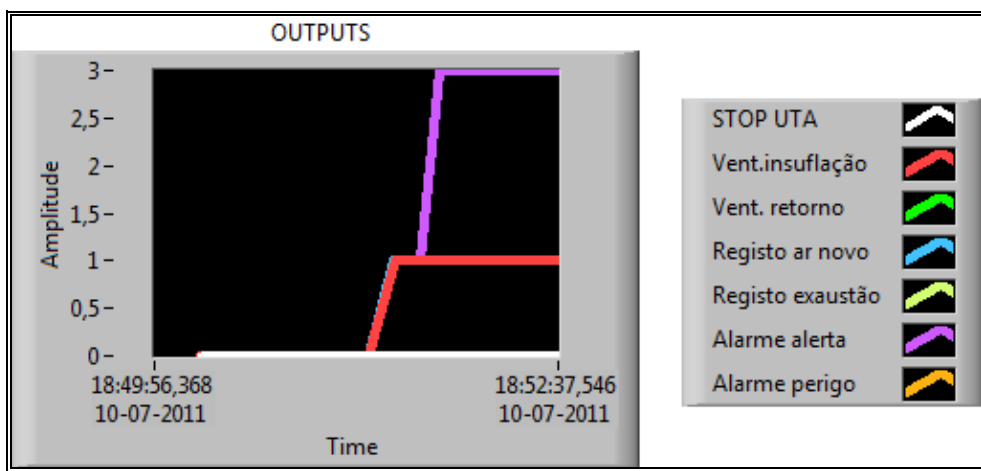 OUTPUTS
3
2,5
2
1,5
1
0,5
0
Amplitude
18:49:56,368
10-07-2011
18:52:37,546
10-07-2011
Time
STOP UTA
Vent.insuflação
Vent. retorno
Registo ar novo
Registo exaustão
Alarme alerta
Alarme perigo